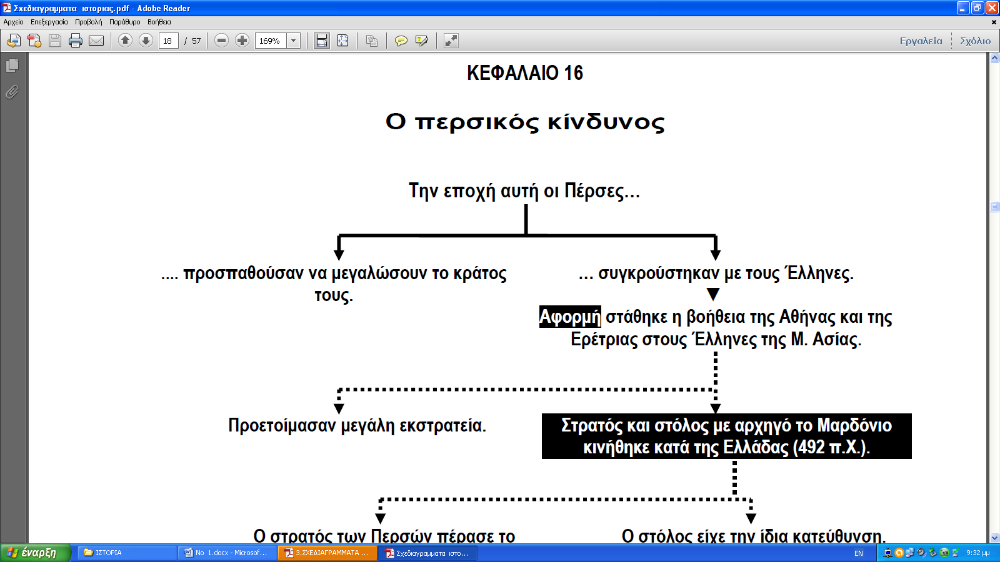 Σχεδιαγραμματα ιστοριας.pdf - Adobe Reader
Αρχείο Επεξεργασία Προβολή Παράθυρο Βοήθεια
18 / 57 169% Εργαλεία Σχόλιο
ΚΕΦΑΛΑΙΟ 16
Ο περσικός κίνδυνος
Την εποχή αυτή οι Πέρσες…
…. προσπαθούσαν να μεγαλώσουν το κράτος
τους.
… συγκρούστηκαν με τους Έλληνες.
Αφορμή στάθηκε η βοήθεια της Αθήνας και της
Ερέτριας στους Έλληνες της Μ. Ασίας.
Προετοίμασαν μεγάλη εκστρατεία.
Στρατός και στόλος με αρχηγό το Μαρδόνιο
κινήθηκε κατά της Ελλάδας (492 π.Χ.).
Ο στρατός των Περσών πέρασε το
Ο στόλος είχε την ίδια κατεύθυνση.
έναρξη ΙΣΤΟΡΙΑ No 1.docx - Microsof... 3.ΣΧΕΔΙΑΓΡΑΜΜΑΤΑ ... Σχεδιαγραμματα ιστο... EN 9:32 μμ